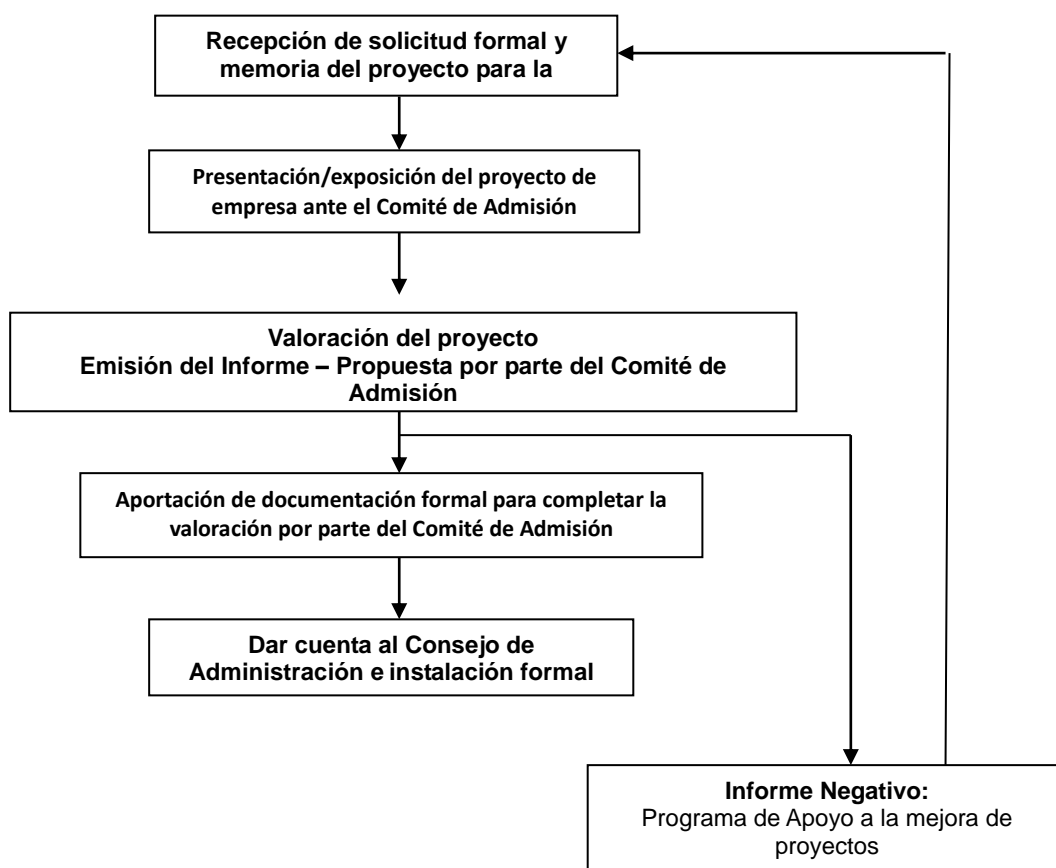 Recepción de solicitud formal y
memoria del proyecto para la
Presentación/exposición del proyecto de
empresa ante el Comité de Admisión
Valoración del proyecto
Emisión del Informe – Propuesta por parte del Comité de
Admisión
Aportación de documentación formal para completar la
valoración por parte del Comité de Admisión
Dar cuenta al Consejo de
Administración e instalación formal
Informe Negativo:
Programa de Apoyo a la mejora de
proyectos